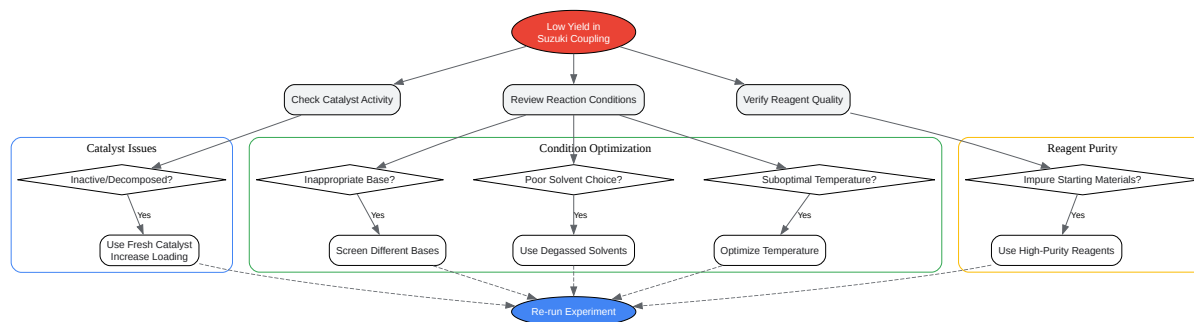 Low Yield in
Suzuki Coupling
Check Catalyst Activity
Review Reaction Conditions
Verify Reagent Quality
Catalyst Issues
Condition Optimization
Reagent Purity
Inactive/Decomposed?
Inappropriate Base?
Poor Solvent Choice?
Suboptimal Temperature?
Impure Starting Materials?
Yes
Yes
Yes
Yes
Yes
Use Fresh Catalyst
Increase Loading
Screen Different Bases
Use Degassed Solvents
Optimize Temperature
Use High-Purity Reagents
Re-run Experiment